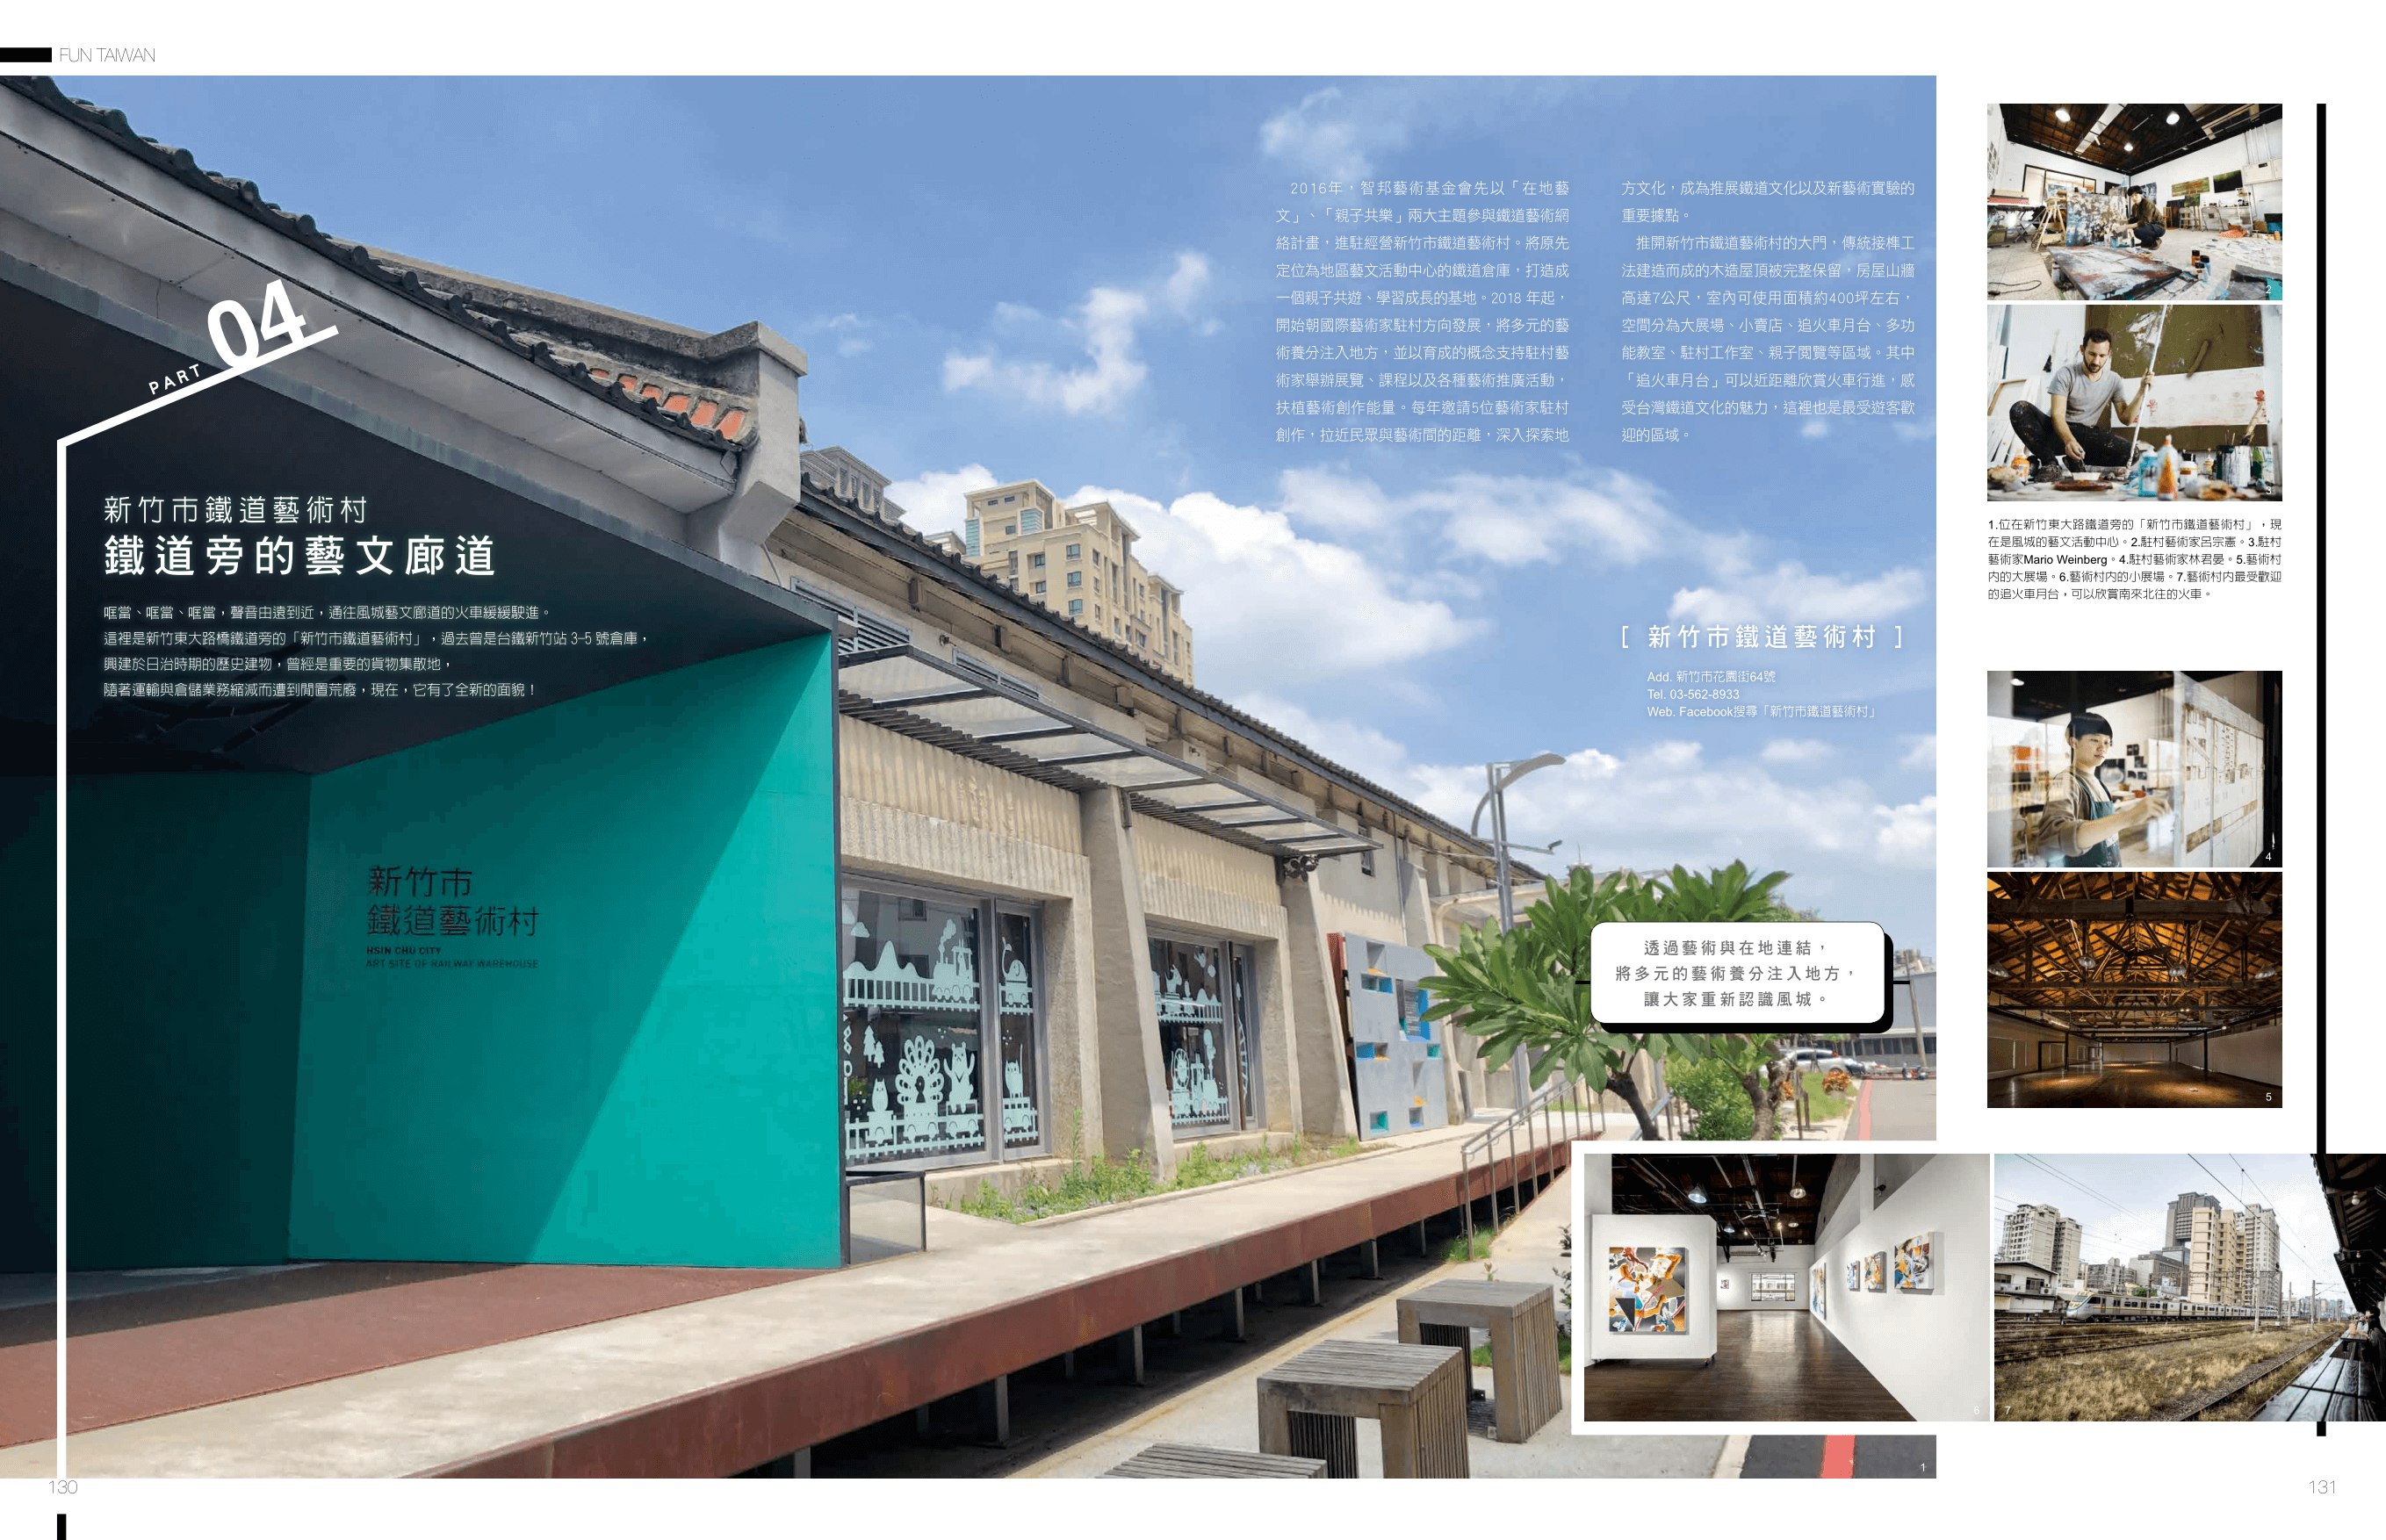 FUN TAIWAN
PART 04
新竹市鐵道藝術村
鐵道旁的藝文廊道
哐當、哐當、哐當，聲音由遠到近，通往風城藝文廊道的火車緩緩駛進。
這裡是新竹東大路橋鐵道旁的「新竹市鐵道藝術村」，過去曾是台鐵新竹站 3-5 號倉庫，
興建於日治時期的歷史建物，曾經是重要的貨物集散地，
隨著運輸與倉儲業務縮減而遭到閒置荒廢，現在，它有了全新的面貌！
新竹市
鐵道藝術村
HSIN CHU CITY
ART SITE OF RAILWAY WAREHOUSE
2016年，智邦藝術基金會先以「在地藝
文」、「親子共樂」兩大主題參與鐵道藝術網
絡計畫，進駐經營新竹市鐵道藝術村。將原先
定位為地區藝文活動中心的鐵道倉庫，打造成
一個親子共遊、學習成長的基地。2018 年起，
開始朝國際藝術家駐村方向發展，將多元的藝
術養分注入地方，並以育成的概念支持駐村藝
術家舉辦展覽、課程以及各種藝術推廣活動，
扶植藝術創作能量。每年邀請5位藝術家駐村
創作，拉近民眾與藝術間的距離，深入探索地
方文化，成為推展鐵道文化以及新藝術實驗的
重要據點。
推開新竹市鐵道藝術村的大門，傳統接榫工
法建造而成的木造屋頂被完整保留，房屋山牆
高達7公尺，室內可使用面積約400坪左右，
空間分為大展場、小賣店、追火車月台、多功
能教室、駐村工作室、親子閱覽等區域。其中
「追火車月台」可以近距離欣賞火車行進，感
受台灣鐵道文化的魅力，這裡也是最受遊客歡
迎的區域。
[ 新竹市鐵道藝術村 ]
Add. 新竹市花園街64號
Tel. 03-562-8933
Web. Facebook搜尋「新竹市鐵道藝術村」
透過藝術與在地連結，
將多元的藝術養分注入地方，
讓大家重新認識風城。
2
3
1.位在新竹東大路鐵道旁的「新竹市鐵道藝術村」，現
在是風城的藝文活動中心。2.駐村藝術家呂宗憲。3.駐村
藝術家Mario Weinberg。4.駐村藝術家林君晏。5.藝術村
內的大展場。6.藝術村內的小展場。7.藝術村內最受歡迎
的追火車月台，可以欣賞南來北往的火車。
4
5
6
7
1
130
131